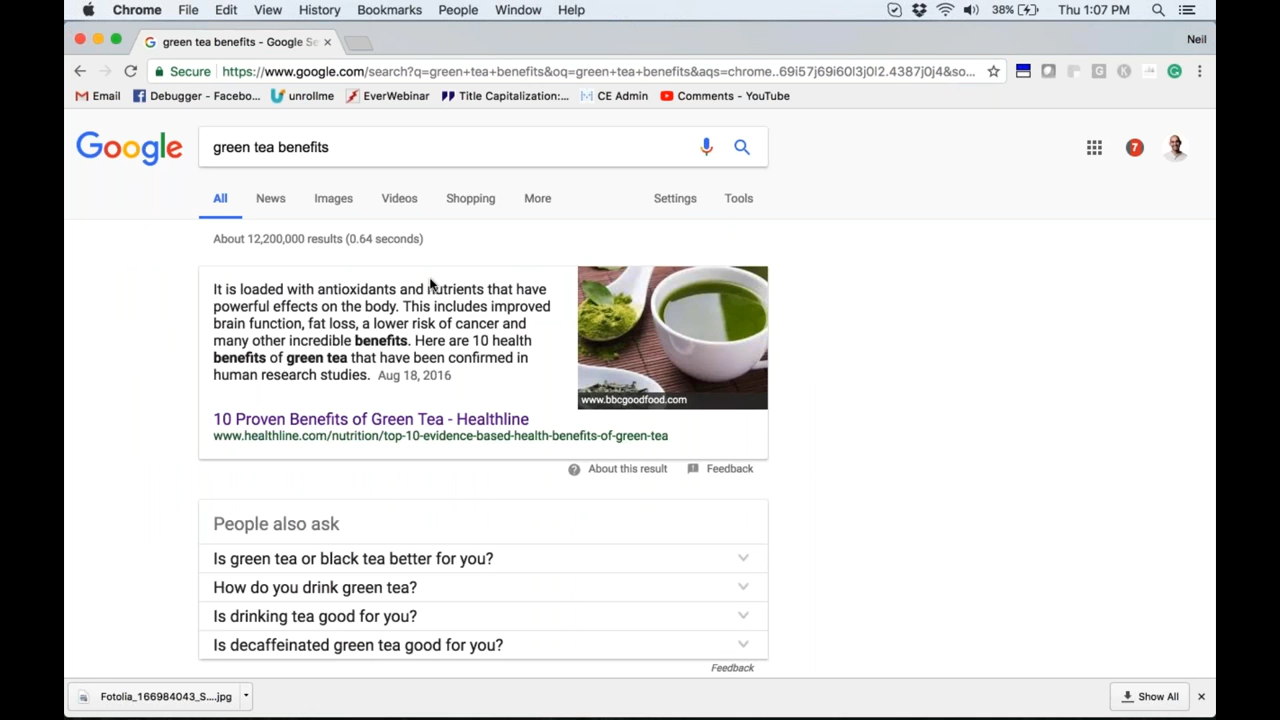 Chrome File Edit View History Bookmarks People Window Help 38% Thu 1:07 PM
green tea benefits - Google Se
Neil
Secure https://www.google.com/search?q=green+tea+benefits&oq=green+tea+benefits&aqs=chrome..69i57j69i60l3j0l2.4387j0j4&so...
Email Debugger - Facebo... unrollme EverWebinar Title Capitalization:... CE Admin Comments - YouTube
Google green tea benefits 7
All News Images Videos Shopping More Settings Tools
About 12,200,000 results (0.64 seconds)
It is loaded with antioxidants and nutrients that have
powerful effects on the body. This includes improved
brain function, fat loss, a lower risk of cancer and
many other incredible benefits. Here are 10 health
benefits of green tea that have been confirmed in
human research studies. Aug 18, 2016
www.bbcgoodfood.com
10 Proven Benefits of Green Tea - Healthline
www.healthline.com/nutrition/top-10-evidence-based-health-benefits-of-green-tea
About this result Feedback
People also ask
Is green tea or black tea better for you?
How do you drink green tea?
Is drinking tea good for you?
Is decaffeinated green tea good for you?
Feedback
Fotolia_166984043_S....jpg Show All